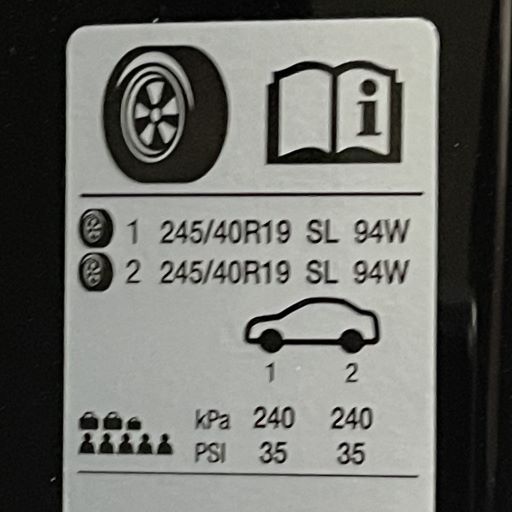 i
1 245/40R19 SL 94W
2 245/40R19 SL 94W
1 2
kPa 240 240
PSI 35 35